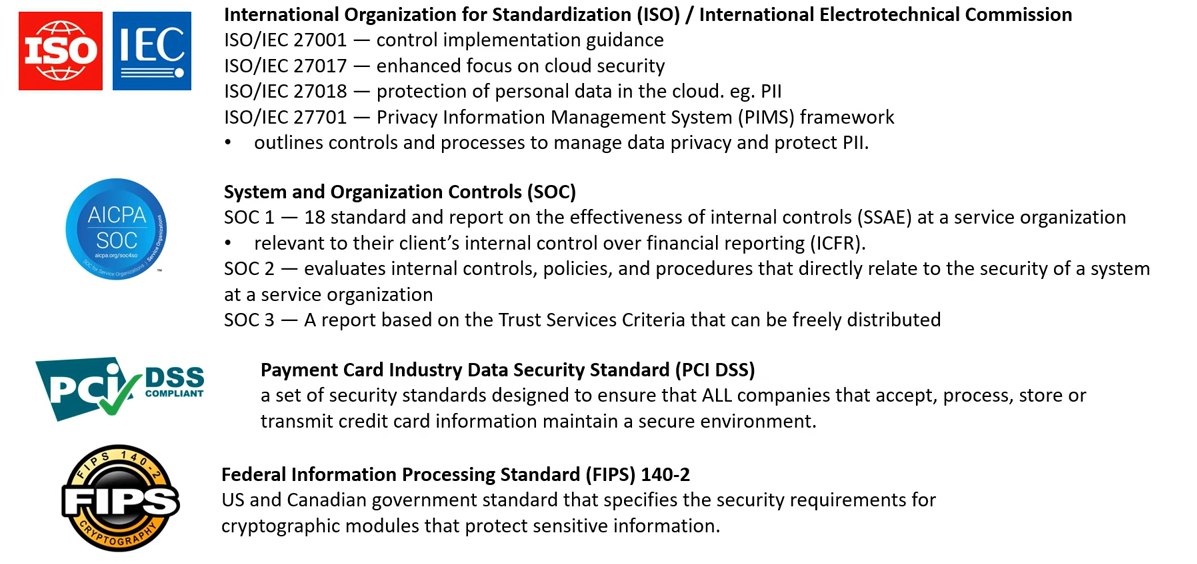 ISO
IEC
International Organization for Standardization (ISO) / International Electrotechnical Commission
ISO/IEC 27001 — control implementation guidance
ISO/IEC 27017 — enhanced focus on cloud security
ISO/IEC 27018 — protection of personal data in the cloud. eg. PII
ISO/IEC 27701 — Privacy Information Management System (PIMS) framework
• outlines controls and processes to manage data privacy and protect PII.
AICPA
SOC
aicpa.org/soc4so
SOC for Service Organizations | Service Organizations
™
System and Organization Controls (SOC)
SOC 1 — 18 standard and report on the effectiveness of internal controls (SSAE) at a service organization
• relevant to their client’s internal control over financial reporting (ICFR).
SOC 2 — evaluates internal controls, policies, and procedures that directly relate to the security of a system
at a service organization
SOC 3 — A report based on the Trust Services Criteria that can be freely distributed
PCi DSS
COMPLIANT
Payment Card Industry Data Security Standard (PCI DSS)
a set of security standards designed to ensure that ALL companies that accept, process, store or
transmit credit card information maintain a secure environment.
FIPS 140-2
FIPS
CRYPTOGRAPHY
Federal Information Processing Standard (FIPS) 140-2
US and Canadian government standard that specifies the security requirements for
cryptographic modules that protect sensitive information.